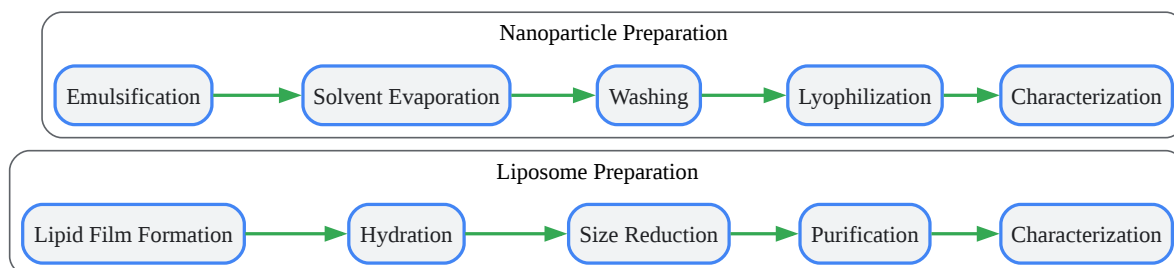 Nanoparticle Preparation
Emulsification Solvent Evaporation Washing Lyophilization Characterization
Liposome Preparation
Lipid Film Formation Hydration Size Reduction Purification Characterization